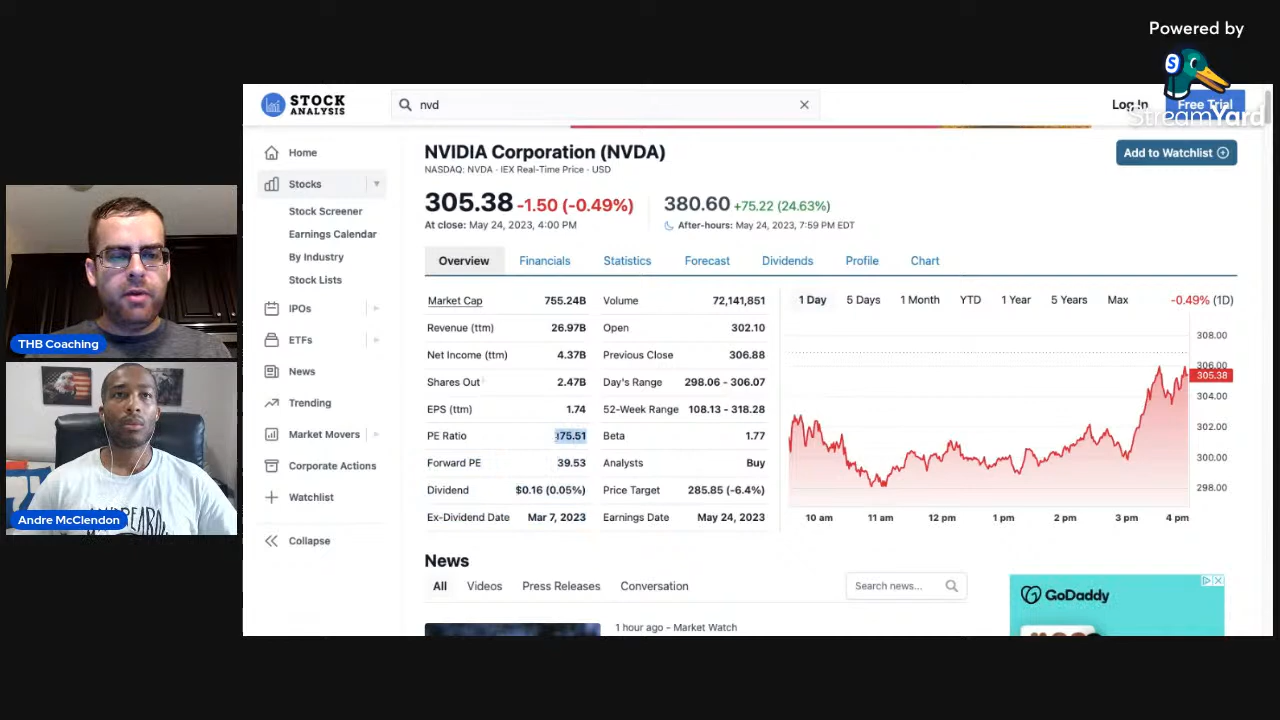 Powered by
S
StreamYard
STOCK
ANALYSIS
nvd
Log In
Free Trial
Home
Stocks
Stock Screener
Earnings Calendar
By Industry
Stock Lists
IPOs
ETFs
News
Trending
Market Movers
Corporate Actions
Watchlist
Collapse
NVIDIA Corporation (NVDA)
NASDAQ: NVDA · IEX Real-Time Price · USD
Add to Watchlist
305.38 -1.50 (-0.49%)
At close: May 24, 2023, 4:00 PM
380.60 +75.22 (24.63%)
After-hours: May 24, 2023, 7:59 PM EDT
Overview Financials Statistics Forecast Dividends Profile Chart
Market Cap 755.24B Volume 72,141,851
Revenue (ttm) 26.97B Open 302.10
Net Income (ttm) 4.37B Previous Close 306.88
Shares Out 2.47B Day's Range 298.06 - 306.07
EPS (ttm) 1.74 52-Week Range 108.13 - 318.28
PE Ratio 175.51 Beta 1.77
Forward PE 39.53 Analysts Buy
Dividend $0.16 (0.05%) Price Target 285.85 (-6.4%)
Ex-Dividend Date Mar 7, 2023 Earnings Date May 24, 2023
1 Day 5 Days 1 Month YTD 1 Year 5 Years Max -0.49% (1D)
308.00
306.00
305.38
304.00
302.00
300.00
298.00
10 am 11 am 12 pm 1 pm 2 pm 3 pm 4 pm
News
All Videos Press Releases Conversation
Search news...
1 hour ago - Market Watch
GoDaddy
THB Coaching
Andre McClendon